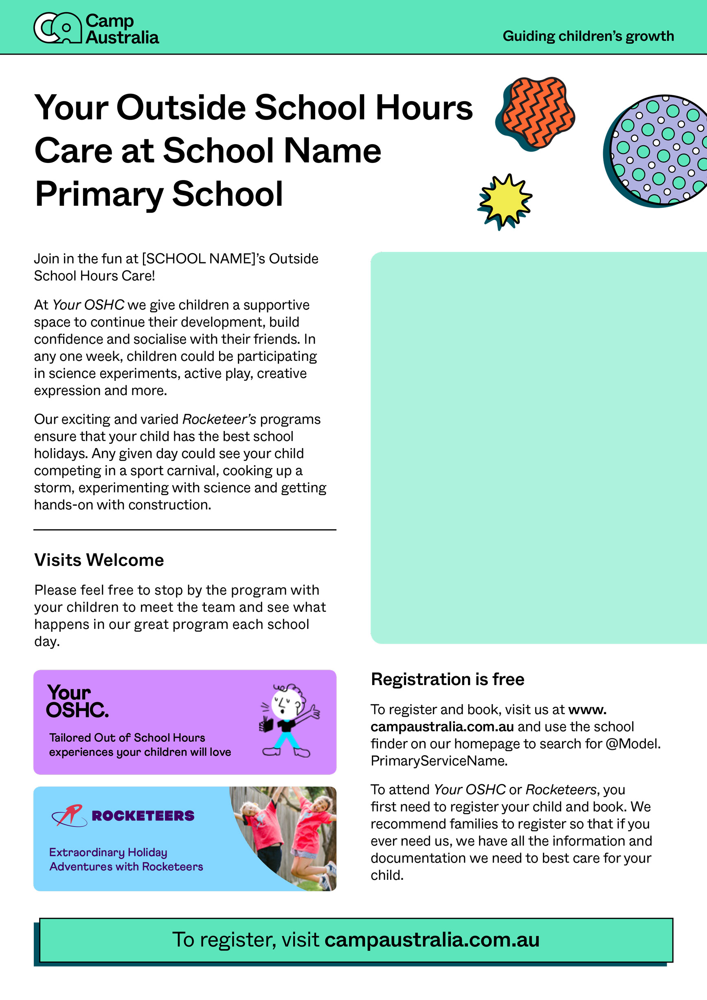 Camp
Australia
Guiding children's growth
Your Outside School Hours
Care at School Name
Primary School
Join in the fun at [SCHOOL NAME]’s Outside
School Hours Care!
At Your OSHC we give children a supportive
space to continue their development, build
confidence and socialise with their friends. In
any one week, children could be participating
in science experiments, active play, creative
expression and more.
Our exciting and varied Rocketeer’s programs
ensure that your child has the best school
holidays. Any given day could see your child
competing in a sport carnival, cooking up a
storm, experimenting with science and getting
hands-on with construction.
Visits Welcome
Please feel free to stop by the program with
your children to meet the team and see what
happens in our great program each school
day.
Your
OSHC.
Tailored Out of School Hours
experiences your children will love
ROCKETEERS
Extraordinary Holiday
Adventures with Rocketeers
Registration is free
To register and book, visit us at www.
campaustralia.com.au and use the school
finder on our homepage to search for @Model.
PrimaryServiceName.
To attend Your OSHC or Rocketeers, you
first need to register your child and book. We
recommend families to register so that if you
ever need us, we have all the information and
documentation we need to best care for your
child.
To register, visit campaustralia.com.au